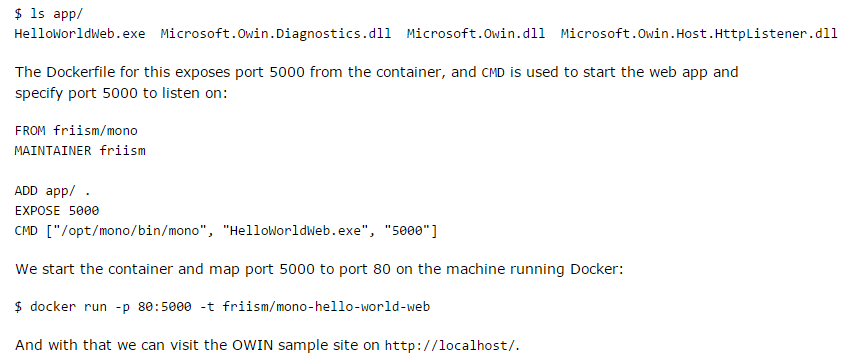 $ ls app/
HelloWorldWeb.exe  Microsoft.Owin.Diagnostics.dll  Microsoft.Owin.dll  Microsoft.Owin.Host.HttpListener.dll
The Dockerfile for this exposes port 5000 from the container, and CMD is used to start the web app and
specify port 5000 to listen on:
FROM friism/mono
MAINTAINER friism
ADD app/ .
EXPOSE 5000
CMD ["/opt/mono/bin/mono", "HelloWorldWeb.exe", "5000"]
We start the container and map port 5000 to port 80 on the machine running Docker:
$ docker run -p 80:5000 -t friism/mono-hello-world-web
And with that we can visit the OWIN sample site on http://localhost/.